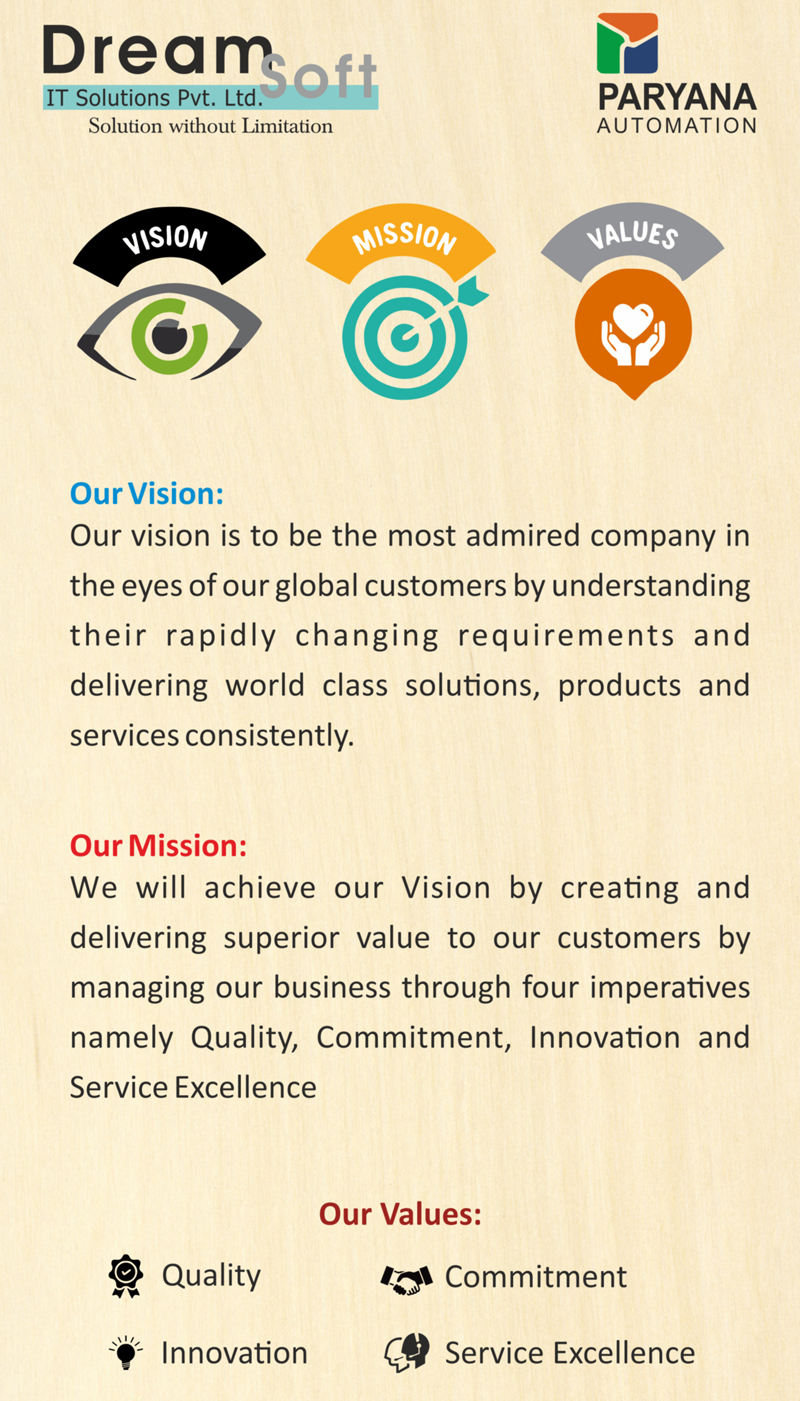 Dream
Soft
IT Solutions Pvt. Ltd.
Solution without Limitation
PARYANA
AUTOMATION
VISION
MISSION
VALUES
Our Vision:
Our vision is to be the most admired company in
the eyes of our global customers by understanding
their rapidly changing requirements and
delivering world class solutions, products and
services consistently.
Our Mission:
We will achieve our Vision by creating and
delivering superior value to our customers by
managing our business through four imperatives
namely Quality, Commitment, Innovation and
Service Excellence
Our Values:
Quality
Commitment
Innovation
Service Excellence